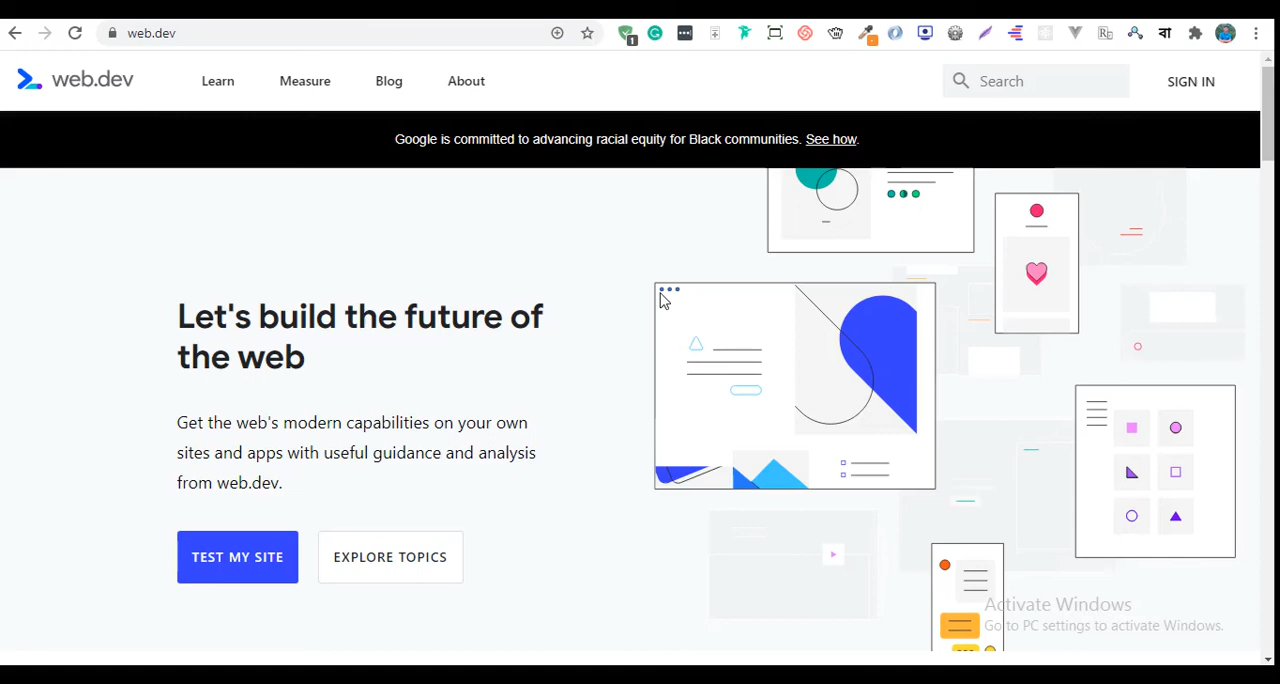 web.dev
1
বা
web.dev
Learn
Measure
Blog
About
Search
SIGN IN
Google is committed to advancing racial equity for Black communities. See how.
Let's build the future of
the web
Get the web's modern capabilities on your own
sites and apps with useful guidance and analysis
from web.dev.
TEST MY SITE
EXPLORE TOPICS
Activate Windows
Go to PC settings to activate Windows.